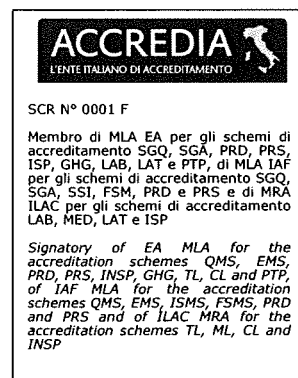 ACCREDIA
L'ENTE ITALIANO DI ACCREDITAMENTO
SCR N° 0001 F
Membro di MLA EA per gli schemi di
accreditamento SGQ, SGA, PRD, PRS,
ISP, GHG, LAB, LAT e PTP, di MLA IAF
per gli schemi di accreditamento SGQ,
SGA, SSI, FSM, PRD e PRS e di MRA
ILAC per gli schemi di accreditamento
LAB, MED, LAT e ISP
Signatory of EA MLA for the
accreditation schemes QMS, EMS,
PRD, PRS, INSP, GHG, TL, CL and PTP,
of IAF MLA for the accreditation
schemes QMS, EMS, ISMS, FSMS, PRD
and PRS and of ILAC MRA for the
accreditation schemes TL, ML, CL and
INSP